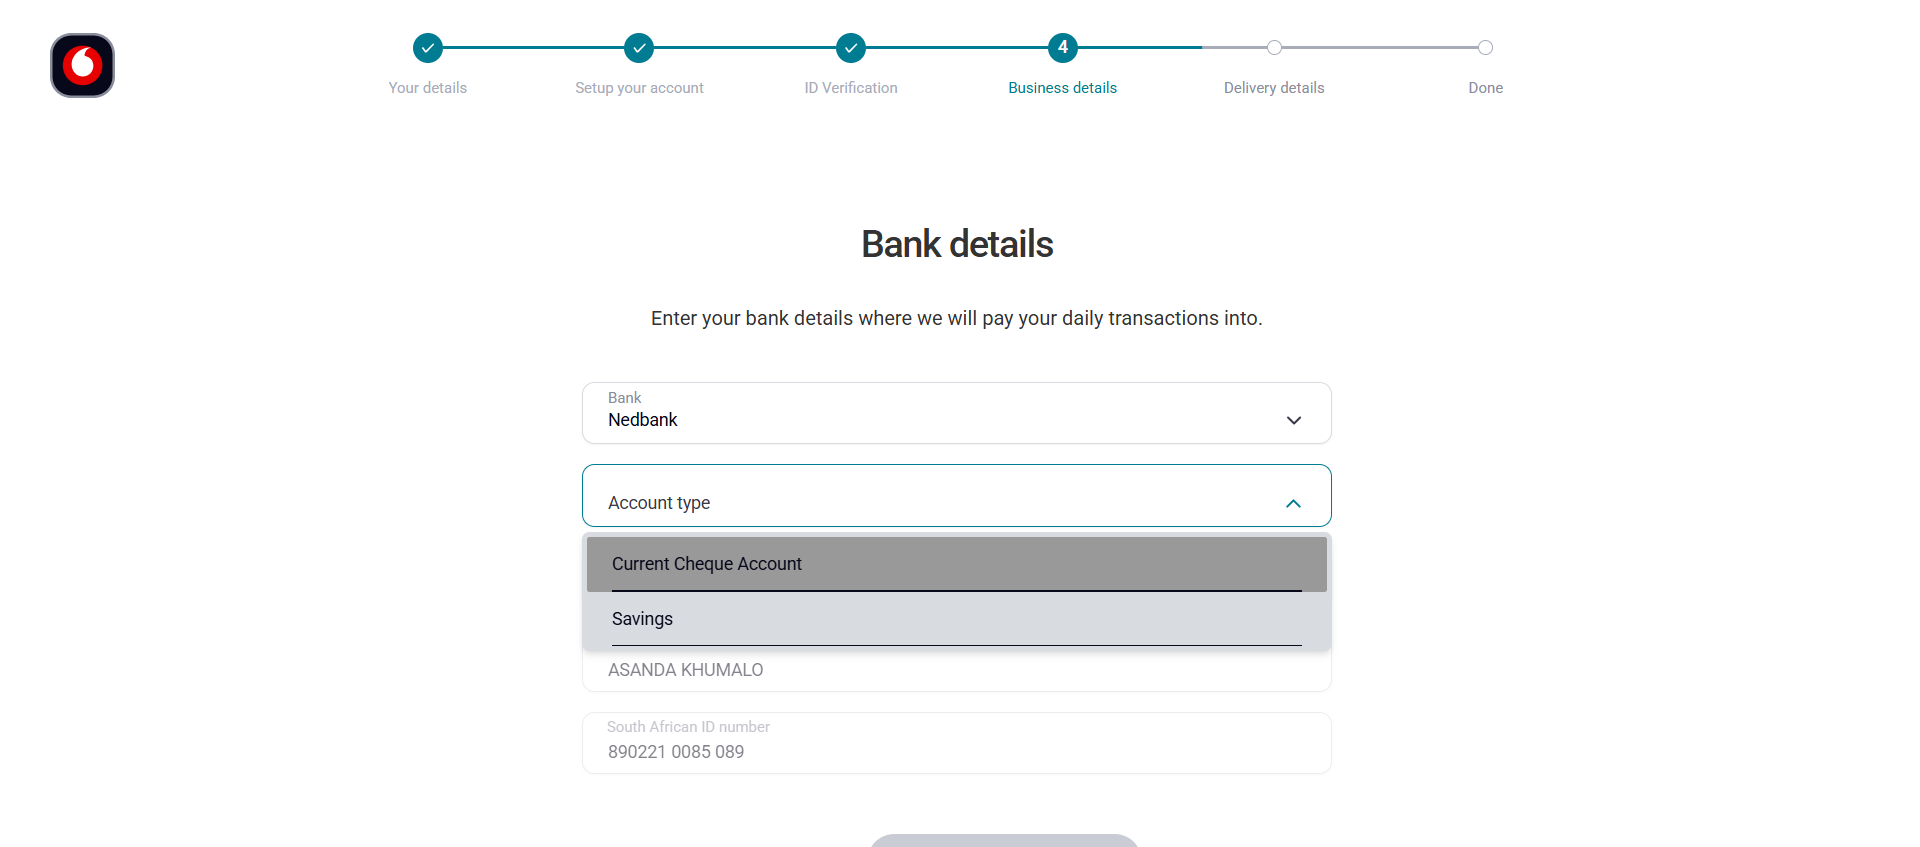 4
Your details
Setup your account
ID Verification
Business details
Delivery details
Done
Bank details
Enter your bank details where we will pay your daily transactions into.
Bank
Nedbank
Account type
Current Cheque Account
Savings
ASANDA KHUMALO
South African ID number
890221 0085 089